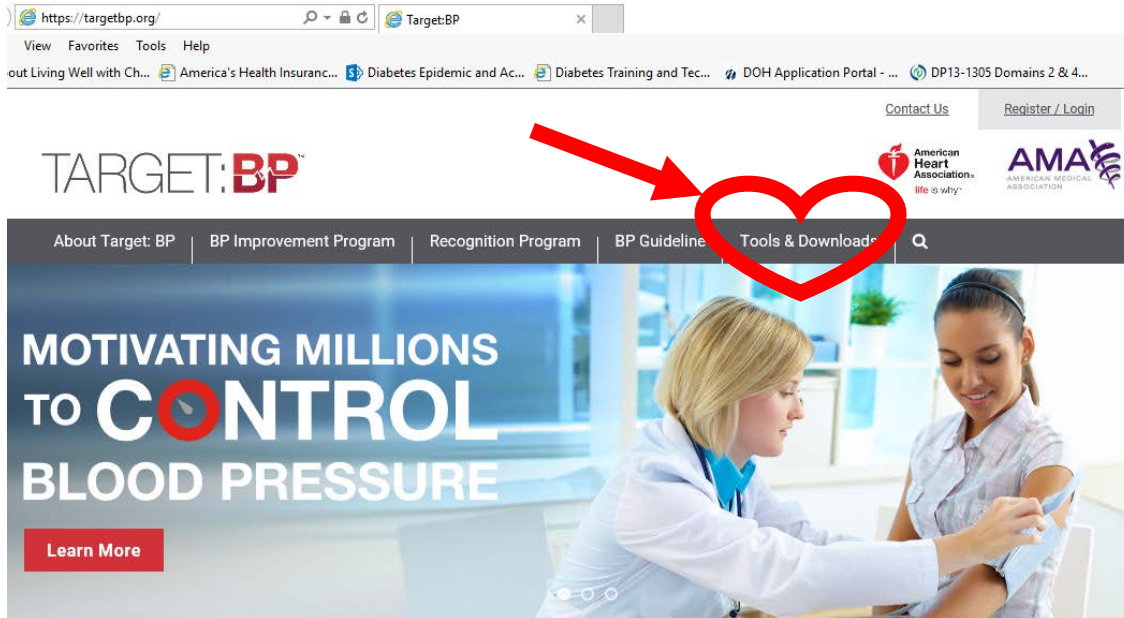 https://targetbp.org/
Target:BP
View Favorites Tools Help
out Living Well with Ch... America's Health Insuranc... Diabetes Epidemic and Ac... Diabetes Training and Tec... DOH Application Portal - ... DP13-1305 Domains 2 & 4...
Contact Us Register / Login
TARGET:BP™
American
Heart
Association®
life is why™
AMA
AMERICAN MEDICAL
ASSOCIATION
About Target: BP BP Improvement Program Recognition Program BP Guideline Tools & Downloads
MOTIVATING MILLIONS
TO CONTROL
BLOOD PRESSURE
Learn More